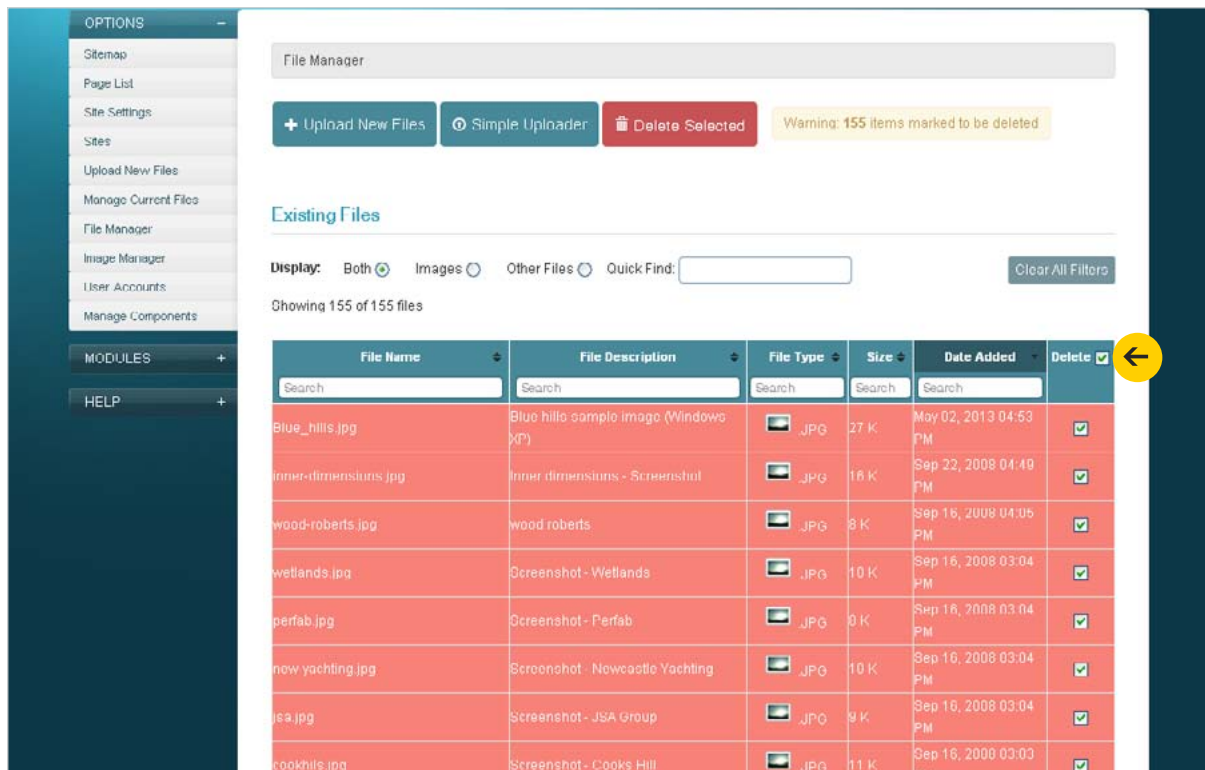 OPTIONS –
Sitemap
Page List
Site Settings
Sites
Upload New Files
Manage Current Files
File Manager
Image Manager
User Accounts
Manage Components
MODULES +
HELP +
File Manager
Upload New Files
Simple Uploader
Delete Selected
Warning: 155 items marked to be deleted
Existing Files
Display: Both Images Other Files Quick Find:
Clear All Filters
Showing 155 of 155 files
File Name File Description File Type Size Date Added Delete
Search Search Search Search Search
Blue_hills.jpg Blue hills sample image (Windows XP) .JPG 27 K May 02, 2013 04:53 PM
inner-dimensions.jpg Inner dimensions - Screenshot .JPG 16 K Sep 22, 2008 04:49 PM
wood-roberts.jpg wood roberts .JPG 8 K Sep 16, 2008 04:06 PM
wetlands.jpg Screenshot - Wetlands .JPG 10 K Sep 16, 2008 03:04 PM
perfab.jpg Screenshot - Perfab .JPG Sep 16, 2008 03:04 PM
new yachting.jpg Screenshot - Newcastle Yachting .JPG 10 K Sep 16, 2008 03:04 PM
jsa.jpg Screenshot - JSA Group .JPG 9 K Sep 16, 2008 03:04 PM
cookhils.jpg Screenshot - Cooks Hill .JPG 11 K Sep 16, 2008 03:03